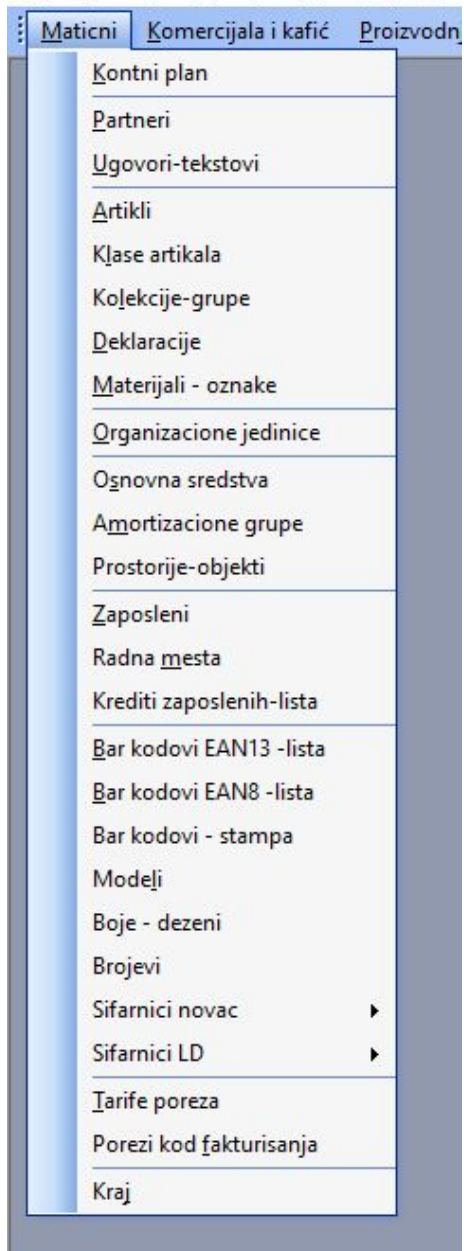 Maticni Komercijala i kafić Proizvodnj
Kontni plan
Partneri
Ugovori-tekstovi
Artikli
Klase artikala
Kolekcije-grupe
Deklaracije
Materijali - oznake
Organizacione jedinice
Osnovna sredstva
Amortizacione grupe
Prostorije-objekti
Zaposleni
Radna mesta
Krediti zaposlenih-lista
Bar kodovi EAN13 -lista
Bar kodovi EAN8 -lista
Bar kodovi - stampa
Modeli
Boje - dezeni
Brojevi
Sifarnici novac
Sifarnici LD
Tarife poreza
Porezi kod fakturisanja
Kraj